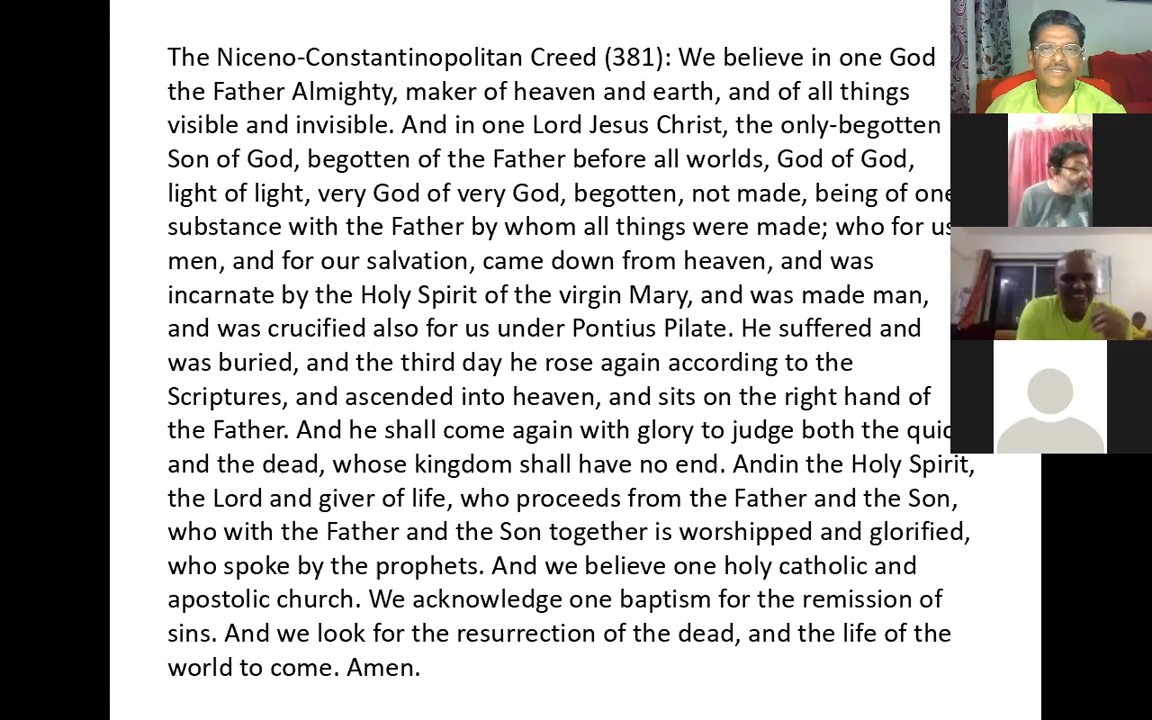 The Niceno-Constantinopolitan Creed (381): We believe in one God
the Father Almighty, maker of heaven and earth, and of all things
visible and invisible. And in one Lord Jesus Christ, the only-begotten
Son of God, begotten of the Father before all worlds, God of God,
light of light, very God of very God, begotten, not made, being of one
substance with the Father by whom all things were made; who for us
men, and for our salvation, came down from heaven, and was
incarnate by the Holy Spirit of the virgin Mary, and was made man,
and was crucified also for us under Pontius Pilate. He suffered and
was buried, and the third day he rose again according to the
Scriptures, and ascended into heaven, and sits on the right hand of
the Father. And he shall come again with glory to judge both the quic
and the dead, whose kingdom shall have no end. Andin the Holy Spirit,
the Lord and giver of life, who proceeds from the Father and the Son,
who with the Father and the Son together is worshipped and glorified,
who spoke by the prophets. And we believe one holy catholic and
apostolic church. We acknowledge one baptism for the remission of
sins. And we look for the resurrection of the dead, and the life of the
world to come. Amen.